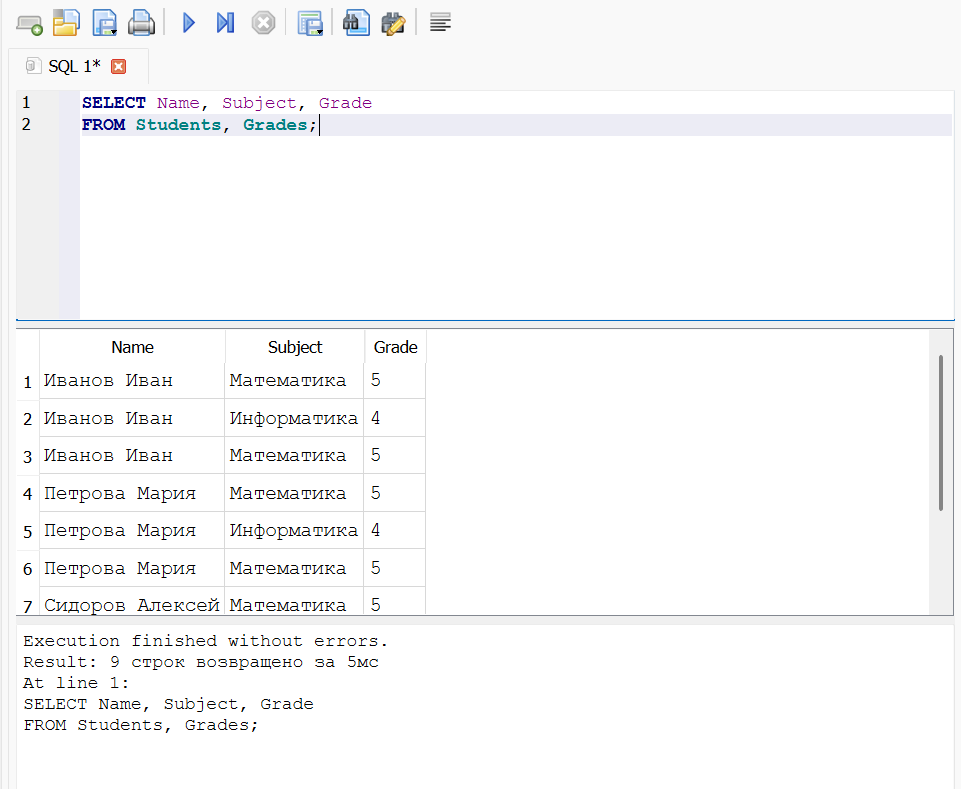 SQL 1*
1 SELECT Name, Subject, Grade
2 FROM Students, Grades;
Name Subject Grade
1 Иванов Иван Математика 5
2 Иванов Иван Информатика 4
3 Иванов Иван Математика 5
4 Петрова Мария Математика 5
5 Петрова Мария Информатика 4
6 Петрова Мария Математика 5
7 Сидоров Алексей Математика 5
Execution finished without errors.
Result: 9 строк возвращено за 5мс
At line 1:
SELECT Name, Subject, Grade
FROM Students, Grades;